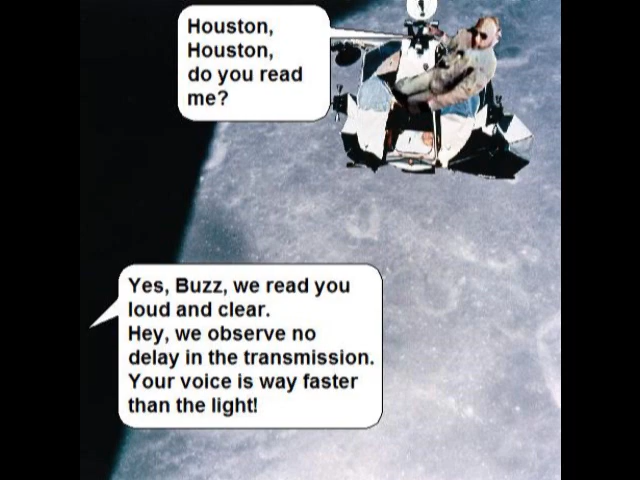 Houston,
Houston,
do you read
me?
Yes, Buzz, we read you
loud and clear.
Hey, we observe no
delay in the transmission.
Your voice is way faster
than the light!